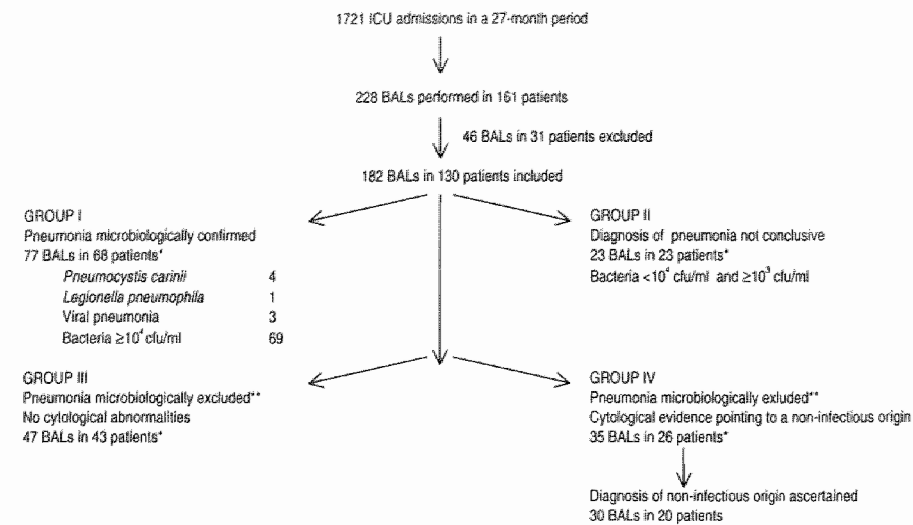 1721 ICU admissions in a 27-month period
228 BALs performed in 161 patients
46 BALs in 31 patients excluded
182 BALs in 130 patients included
GROUP I
Pneumonia microbiologically confirmed
77 BALs in 68 patients*
Pneumocystis carinii 4
Legionella pneumophila 1
Viral pneumonia 3
Bacteria ≥10⁴ cfu/ml 69
GROUP II
Diagnosis of pneumonia not conclusive
23 BALs in 23 patients*
Bacteria <10⁴ cfu/ml and ≥10³ cfu/ml
GROUP III
Pneumonia microbiologically excluded**
No cytological abnormalities
47 BALs in 43 patients*
GROUP IV
Pneumonia microbiologically exluded**
Cytological evidence pointing to a non-infectious origin
35 BALs in 26 patients*
Diagnosis of non-infectious origin ascertained
30 BALs in 20 patients